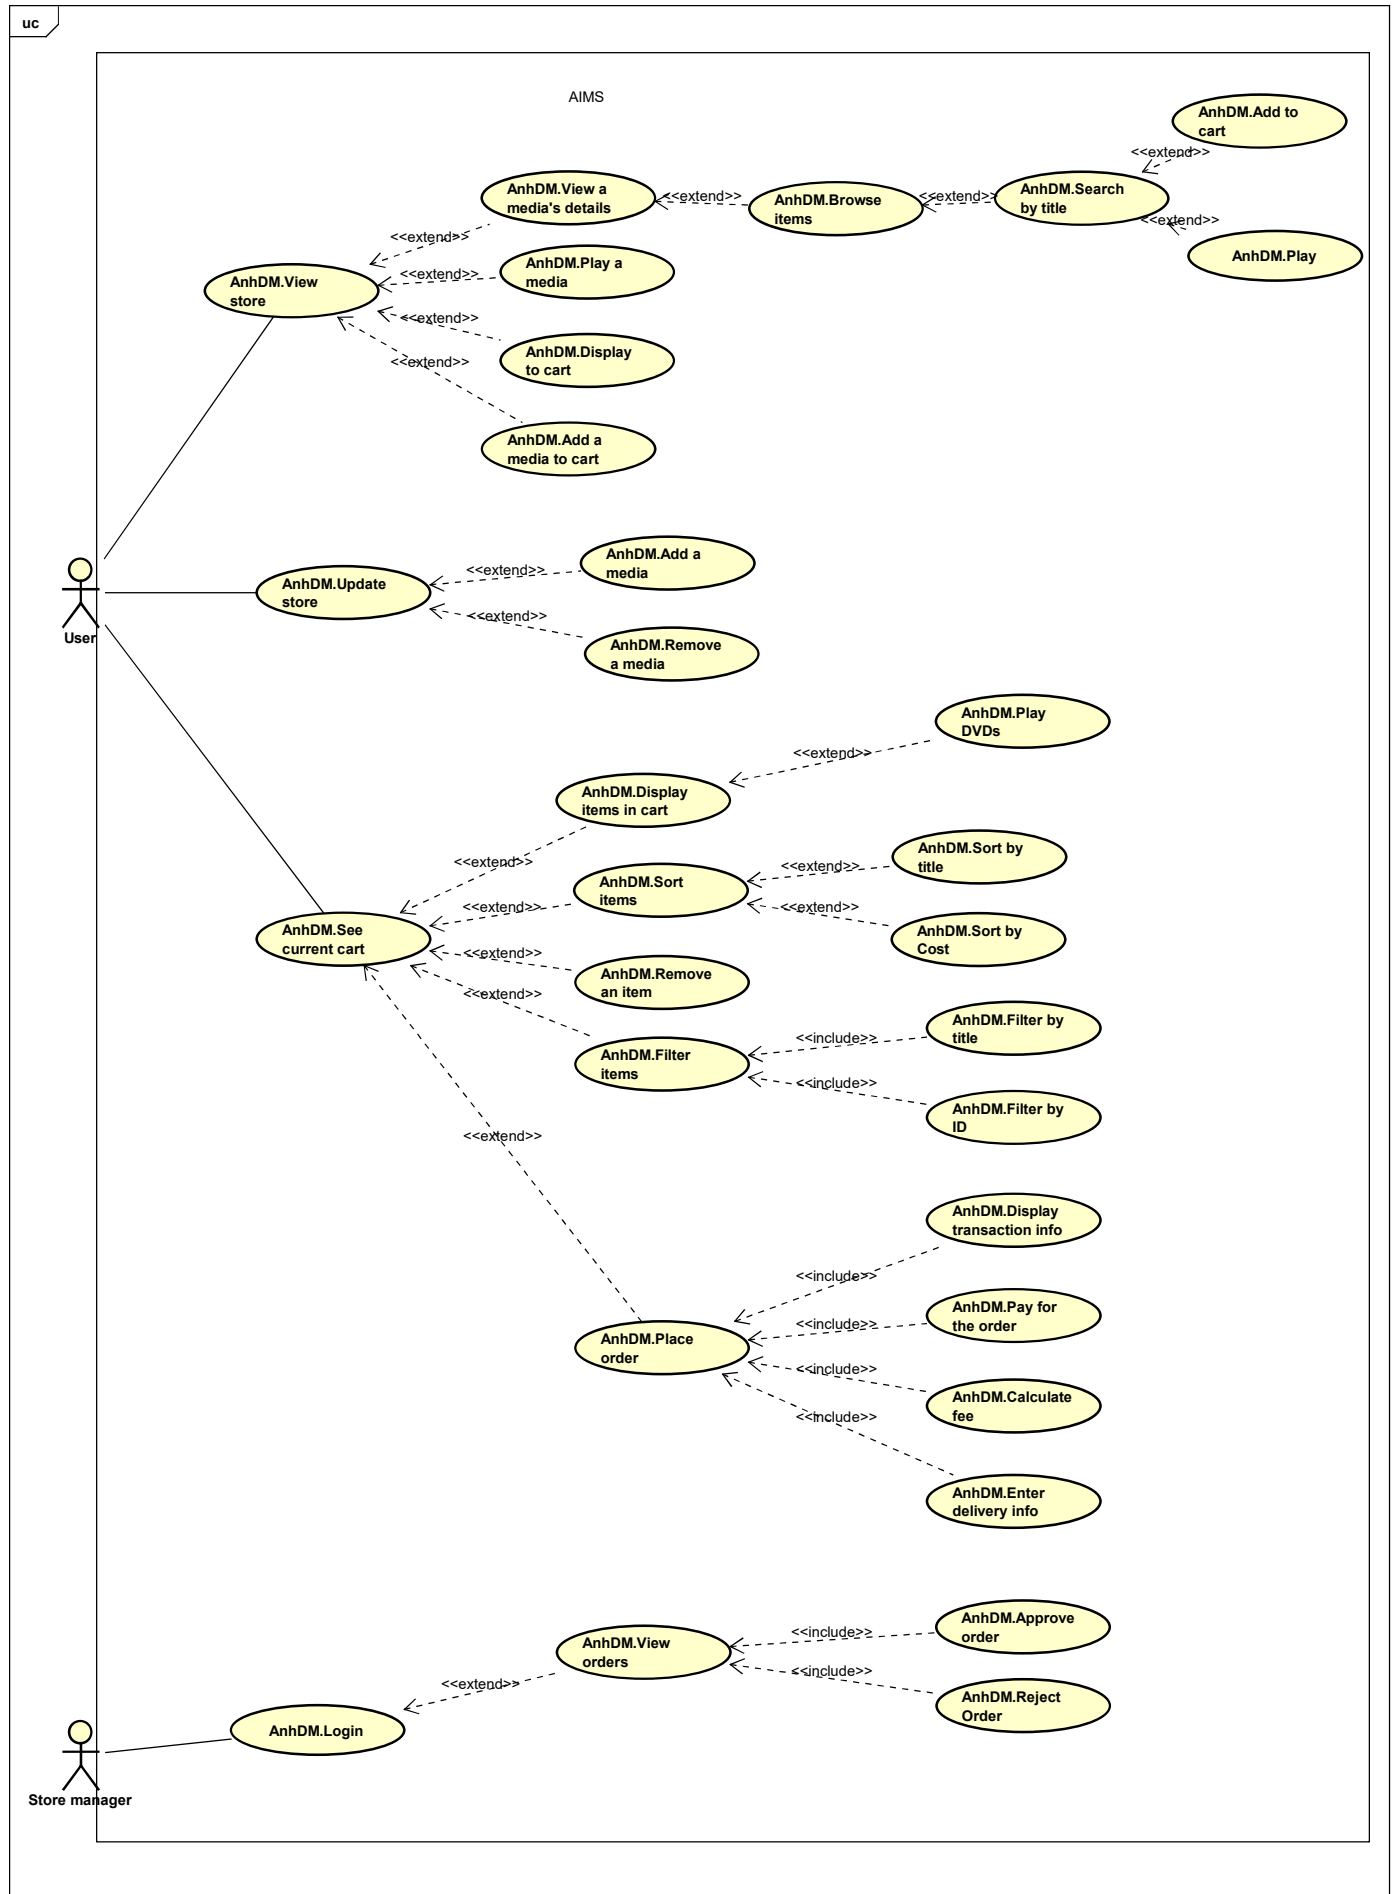 uc
AIMS
AnhDM.Add to
cart
<<extend>>
AnhDM.View a
media's details
<<extend>>
AnhDM.Browse
items
<<extend>>
AnhDM.Search
by title
<<extend>>
AnhDM.Play
<<extend>>
AnhDM.View
store
<<extend>>
AnhDM.Play a
media
<<extend>>
AnhDM.Display
to cart
<<extend>>
AnhDM.Add a
media to cart
User
AnhDM.Update
store
<<extend>>
AnhDM.Add a
media
<<extend>>
AnhDM.Remove
a media
AnhDM.Play
DVDs
<<extend>>
AnhDM.Display
items in cart
<<extend>>
AnhDM.Sort
items
<<extend>>
AnhDM.Sort by
title
<<extend>>
AnhDM.Sort by
Cost
<<extend>>
AnhDM.See
current cart
<<extend>>
AnhDM.Remove
an item
<<extend>>
AnhDM.Filter
items
<<include>>
AnhDM.Filter by
title
<<include>>
AnhDM.Filter by
ID
<<extend>>
AnhDM.Display
transaction info
<<include>>
AnhDM.Pay for
the order
<<include>>
AnhDM.Place
order
<<include>>
AnhDM.Calculate
fee
<<include>>
AnhDM.Enter
delivery info
AnhDM.View
orders
<<include>>
AnhDM.Approve
order
<<include>>
AnhDM.Reject
Order
<<extend>>
AnhDM.Login
Store manager